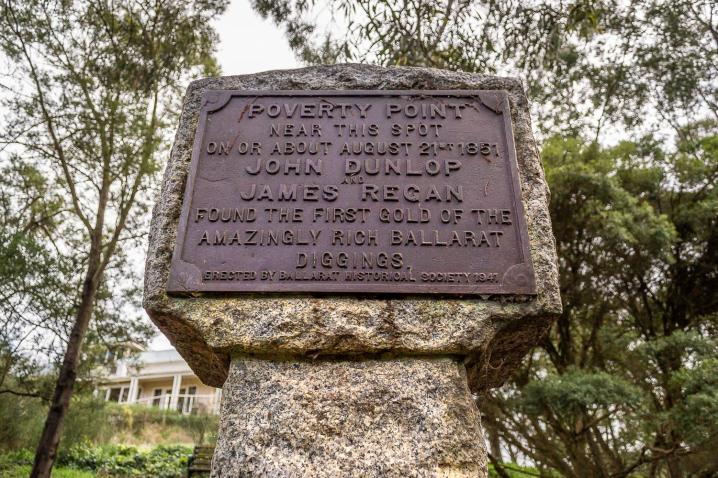 POVERTY POINT
NEAR THIS SPOT
ON OR ABOUT AUGUST 21ST 1851
JOHN DUNLOP
AND
JAMES REGAN
FOUND THE FIRST GOLD OF THE
AMAZINGLY RICH BALLARAT
DIGGINGS
ERECTED BY BALLARAT HISTORICAL SOCIETY 1941